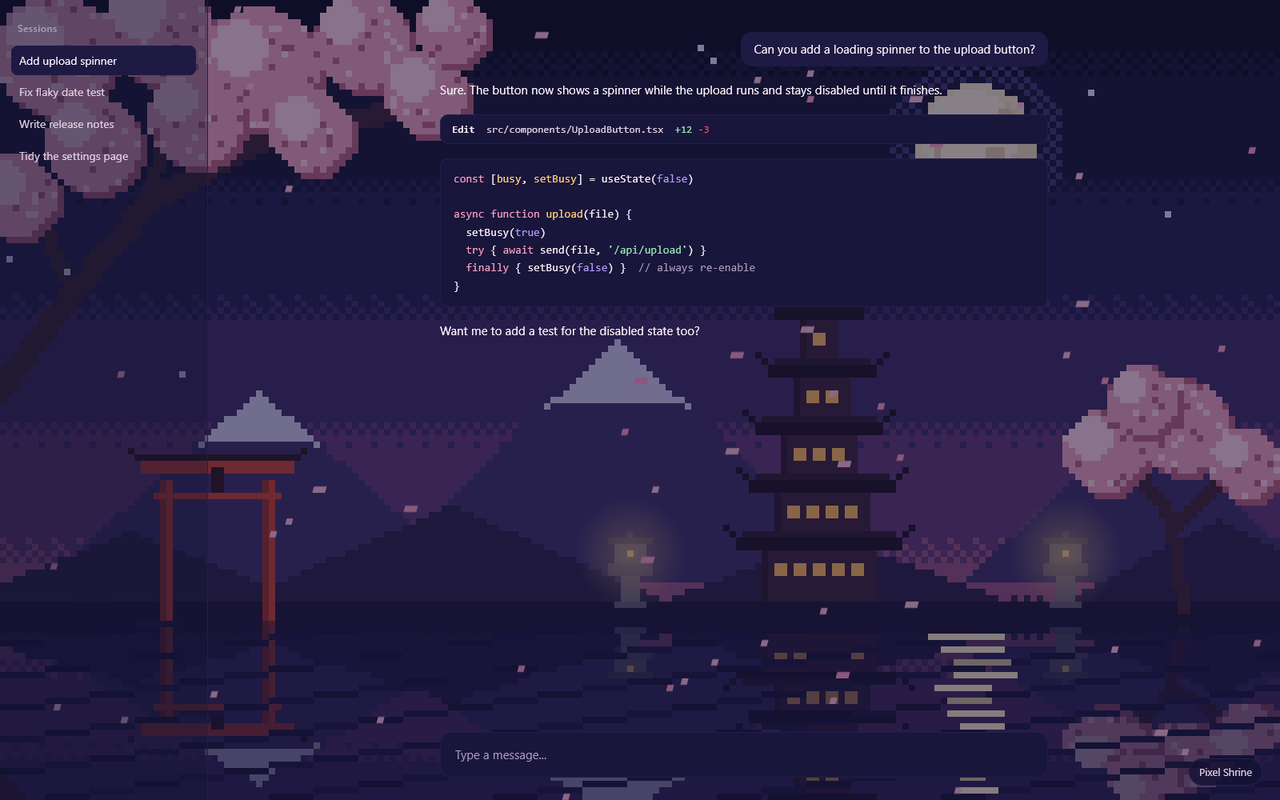 Sessions
Add upload spinner
Fix flaky date test
Write release notes
Tidy the settings page
Can you add a loading spinner to the upload button?
Sure. The button now shows a spinner while the upload runs and stays disabled until it finishes.
Edit src/components/UploadButton.tsx +12 -3
const [busy, setBusy] = useState(false)
async function upload(file) {
  setBusy(true)
  try { await send(file, '/api/upload') }
  finally { setBusy(false) }  // always re-enable
}
Want me to add a test for the disabled state too?
Type a message...
Pixel Shrine